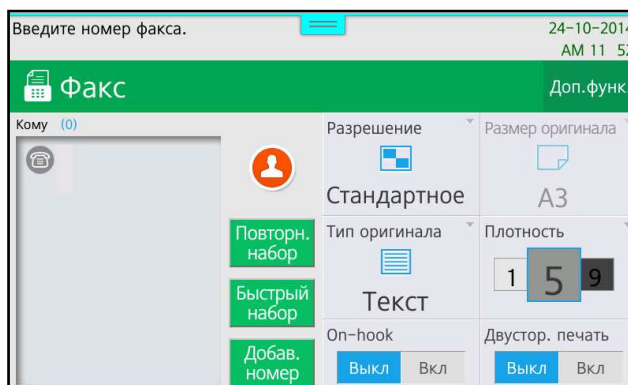 Введите номер факса.
24-10-2014
AM 11 52
Факс
Доп.функ.
Кому (0)
Повторн.
набор
Быстрый
набор
Добав.
номер
Разрешение
Стандартное
Размер оригинала
A3
Тип оригинала
Текст
Плотность
1 5 9
On-hook
Выкл Вкл
Двустор. печать
Выкл Вкл